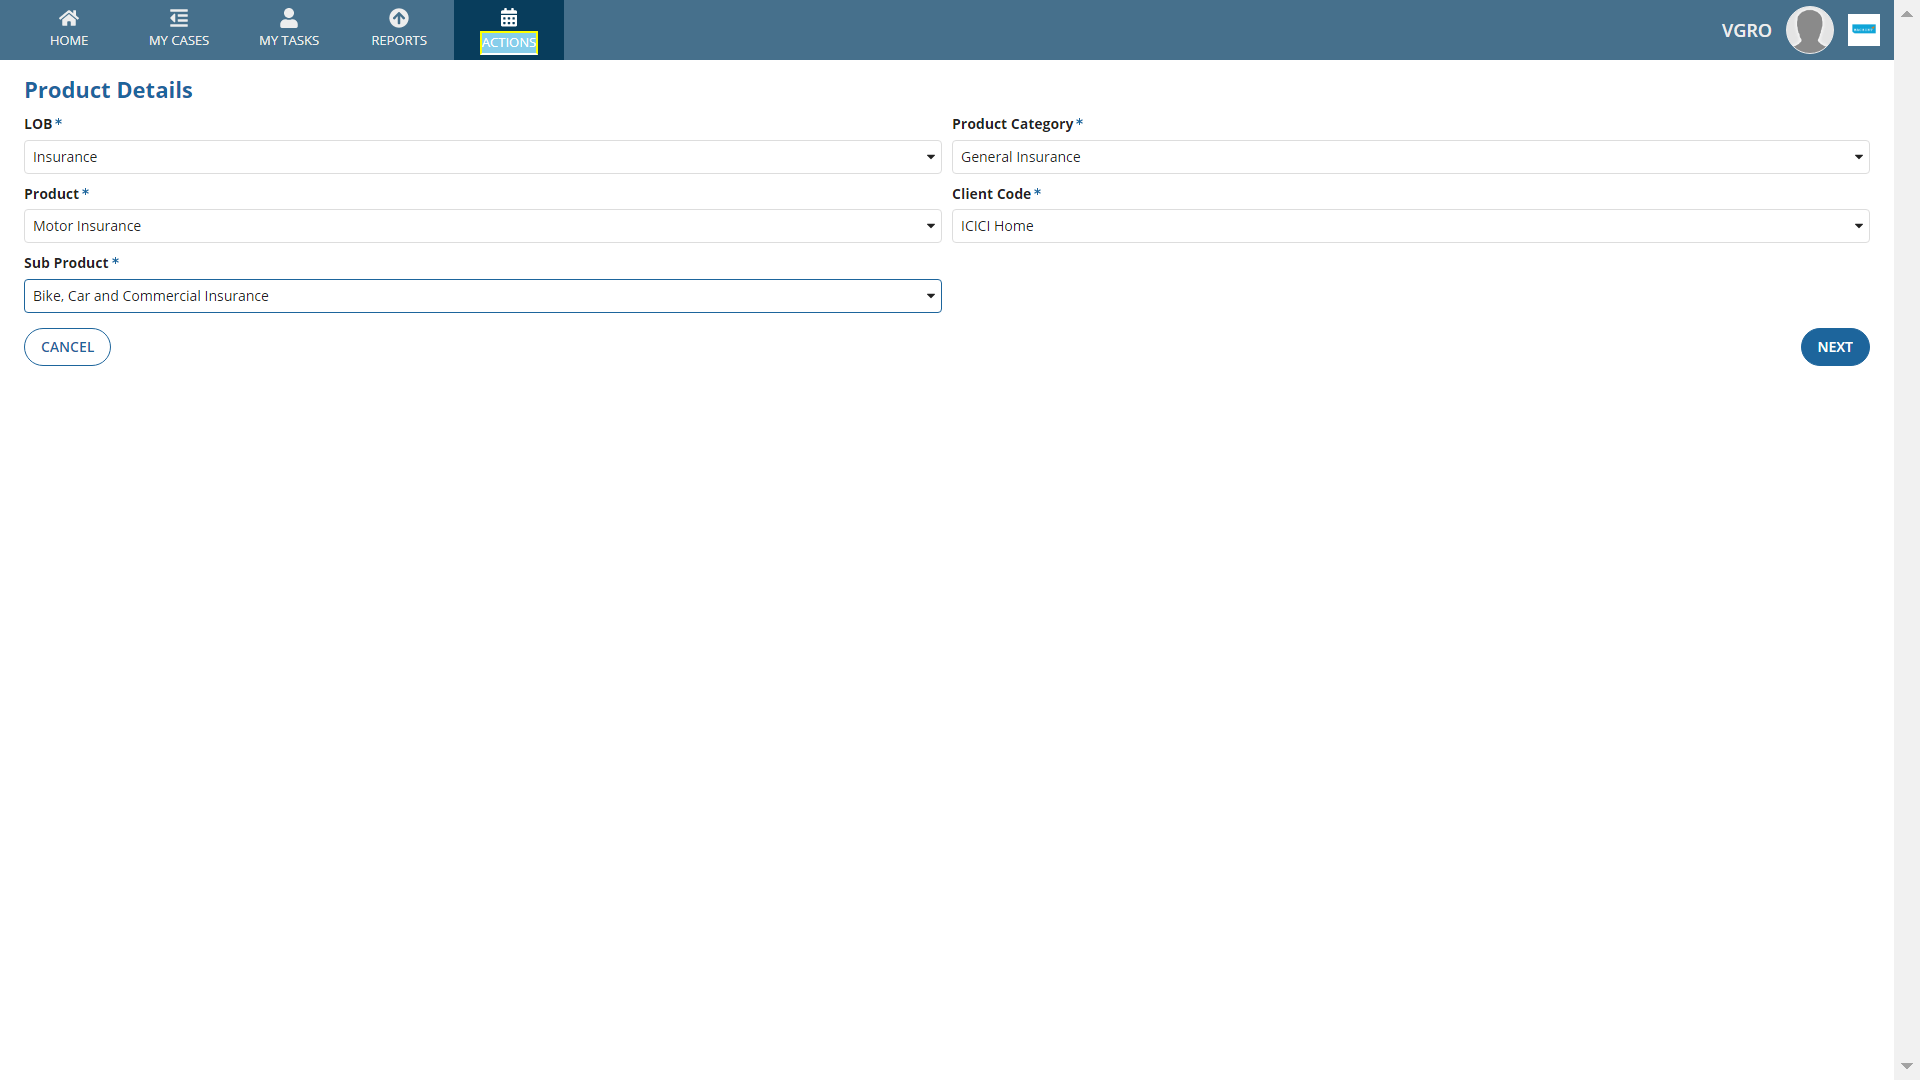 HOME
MY CASES
MY TASKS
REPORTS
ACTIONS
VGRO
Product Details
LOB *
Product Category *
Insurance
General Insurance
Product *
Client Code *
Motor Insurance
ICICI Home
Sub Product *
Bike, Car and Commercial Insurance
CANCEL
NEXT